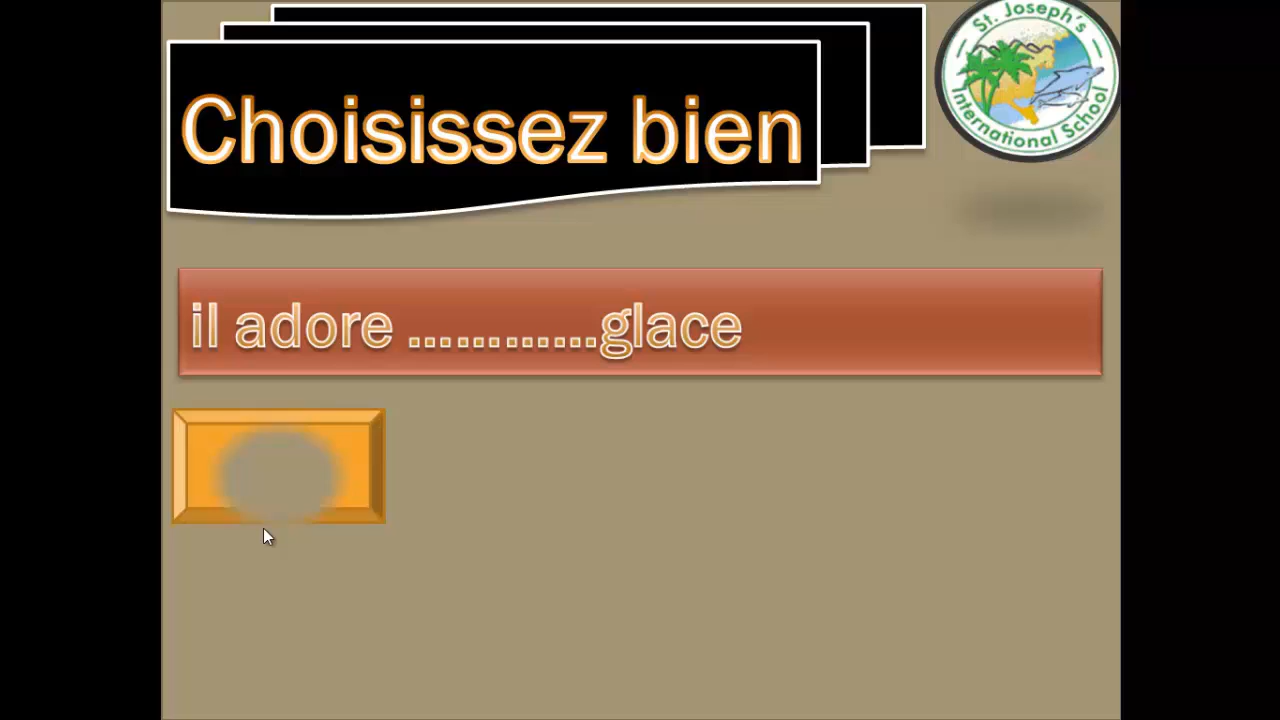 Choisissez bien
St. Joseph's
International School
il adore ............glace